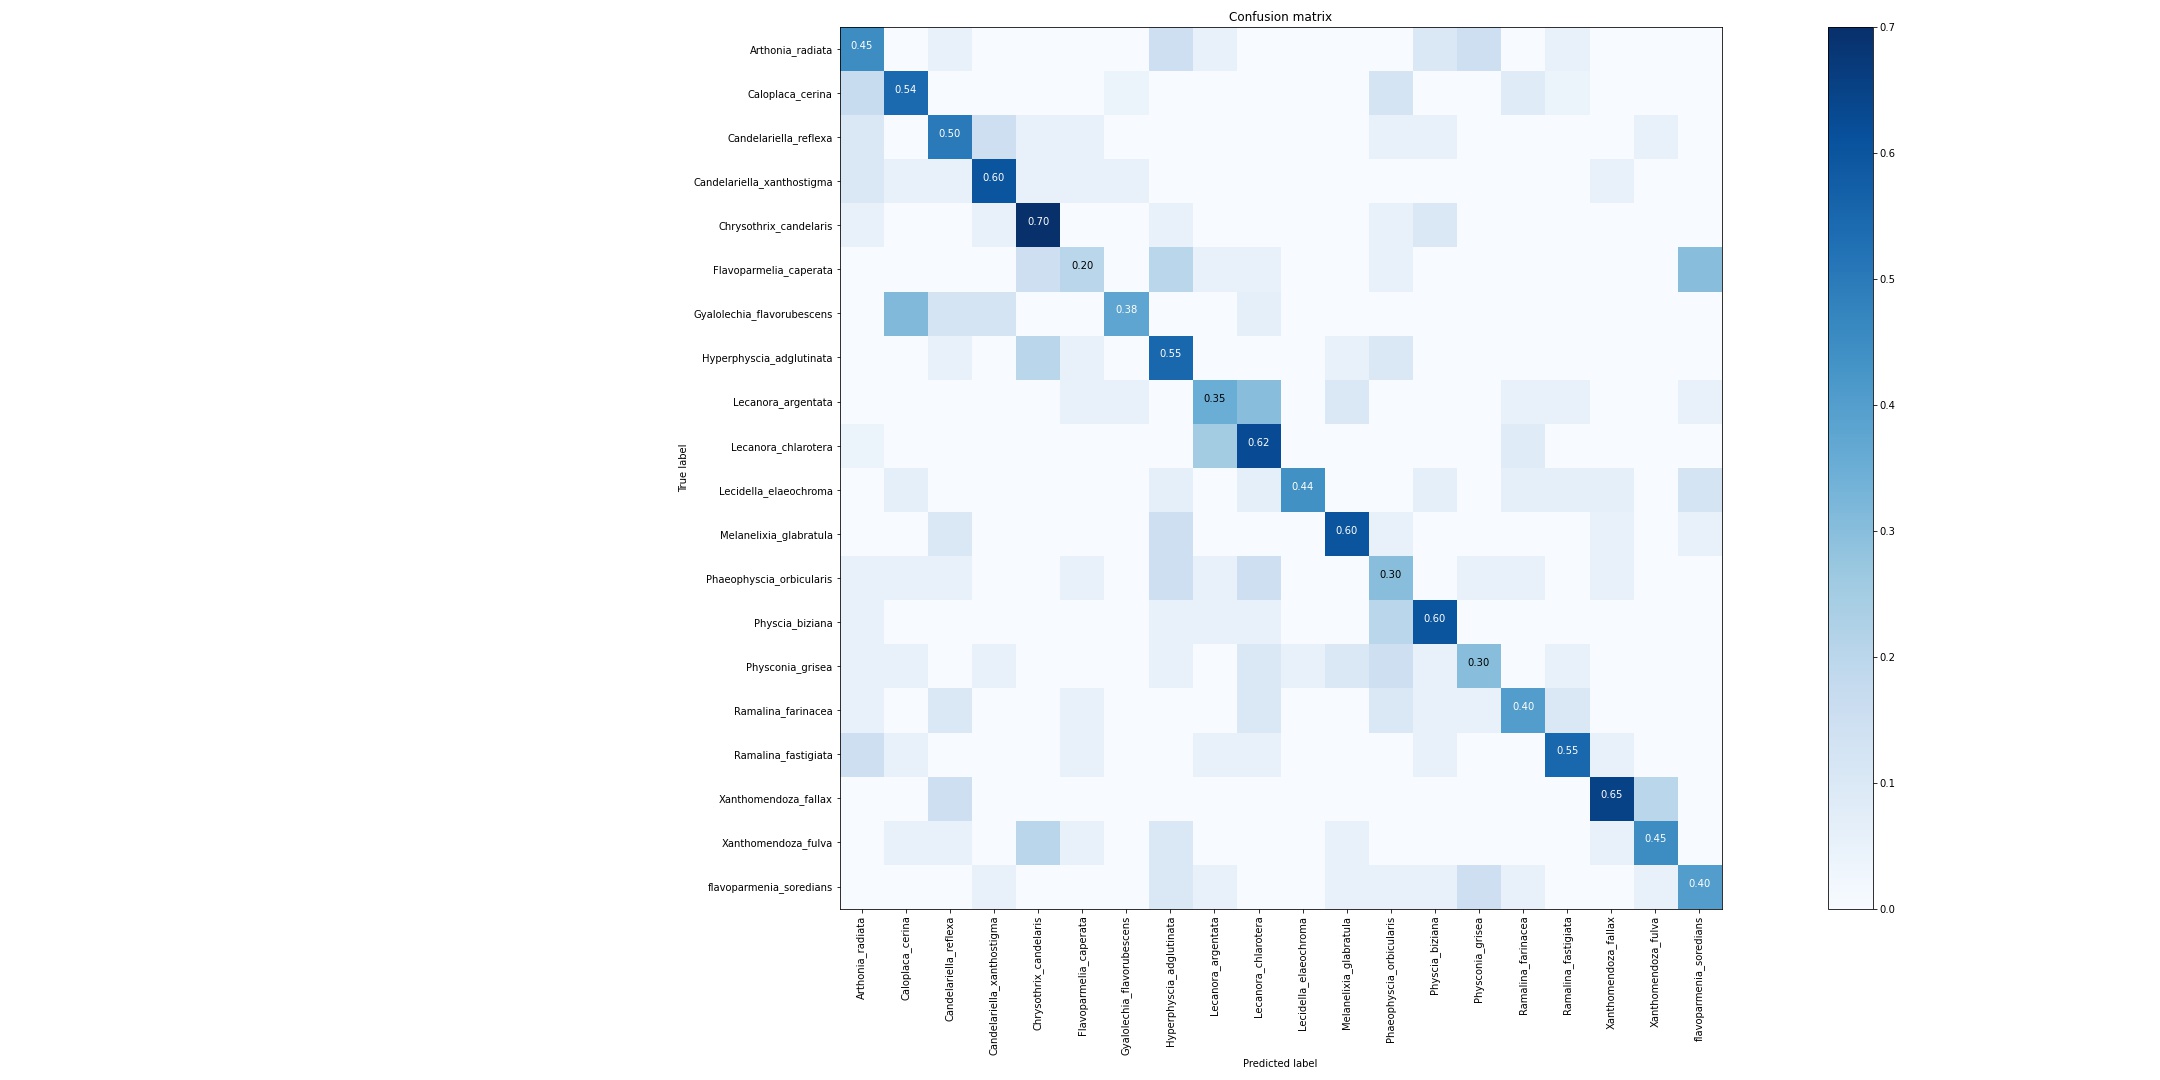 Confusion matrix
True label
Arthonia_radiata
Caloplaca_cerina
Candelariella_reflexa
Candelariella_xanthostigma
Chrysothrix_candelaris
Flavoparmelia_caperata
Gyalolechia_flavorubescens
Hyperphyscia_adglutinata
Lecanora_argentata
Lecanora_chlarotera
Lecidella_elaeochroma
Melanelixia_glabratula
Phaeophyscia_orbicularis
Physcia_biziana
Physconia_grisea
Ramalina_farinacea
Ramalina_fastigiata
Xanthomendoza_fallax
Xanthomendoza_fulva
flavoparmenia_soredians
0.45
0.54
0.50
0.60
0.70
0.20
0.38
0.55
0.35
0.62
0.44
0.60
0.30
0.60
0.30
0.40
0.55
0.65
0.45
0.40
Arthonia_radiata
Caloplaca_cerina
Candelariella_reflexa
Candelariella_xanthostigma
Chrysothrix_candelaris
Flavoparmelia_caperata
Gyalolechia_flavorubescens
Hyperphyscia_adglutinata
Lecanora_argentata
Lecanora_chlarotera
Lecidella_elaeochroma
Melanelixia_glabratula
Phaeophyscia_orbicularis
Physcia_biziana
Physconia_grisea
Ramalina_farinacea
Ramalina_fastigiata
Xanthomendoza_fallax
Xanthomendoza_fulva
flavoparmenia_soredians
Predicted label
0.7
0.6
0.5
0.4
0.3
0.2
0.1
0.0